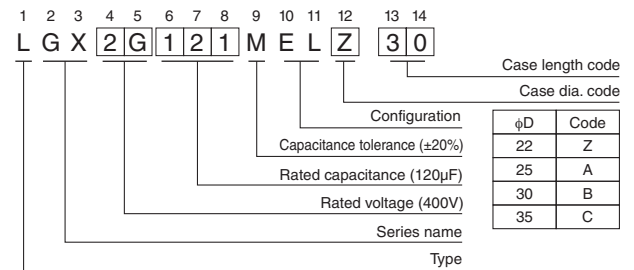 1 2 3 4 5 6 7 8 9 10 11 12 13 14
L G X 2 G 1 2 1 M E L Z 3 0
Case length code
Case dia. code
Configuration
Capacitance tolerance (±20%)
Rated capacitance (120µF)
Rated voltage (400V)
Series name
Type
ϕD Code
22 Z
25 A
30 B
35 C